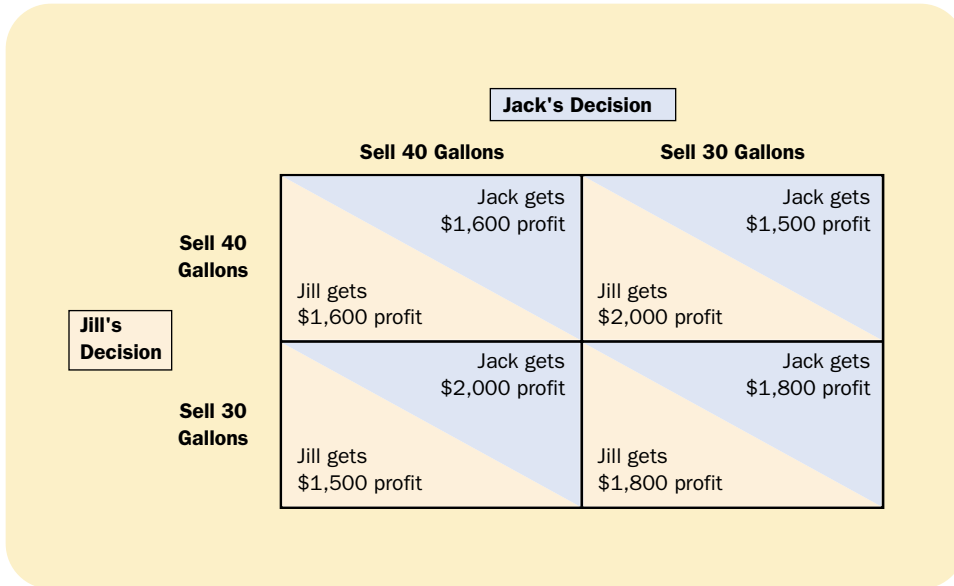 Jack's Decision
Sell 40 Gallons
Sell 30 Gallons
Sell 40
Gallons
Jack gets
$1,600 profit
Jill gets
$1,600 profit
Jack gets
$1,500 profit
Jill gets
$2,000 profit
Jill's
Decision
Sell 30
Gallons
Jack gets
$2,000 profit
Jill gets
$1,500 profit
Jack gets
$1,800 profit
Jill gets
$1,800 profit